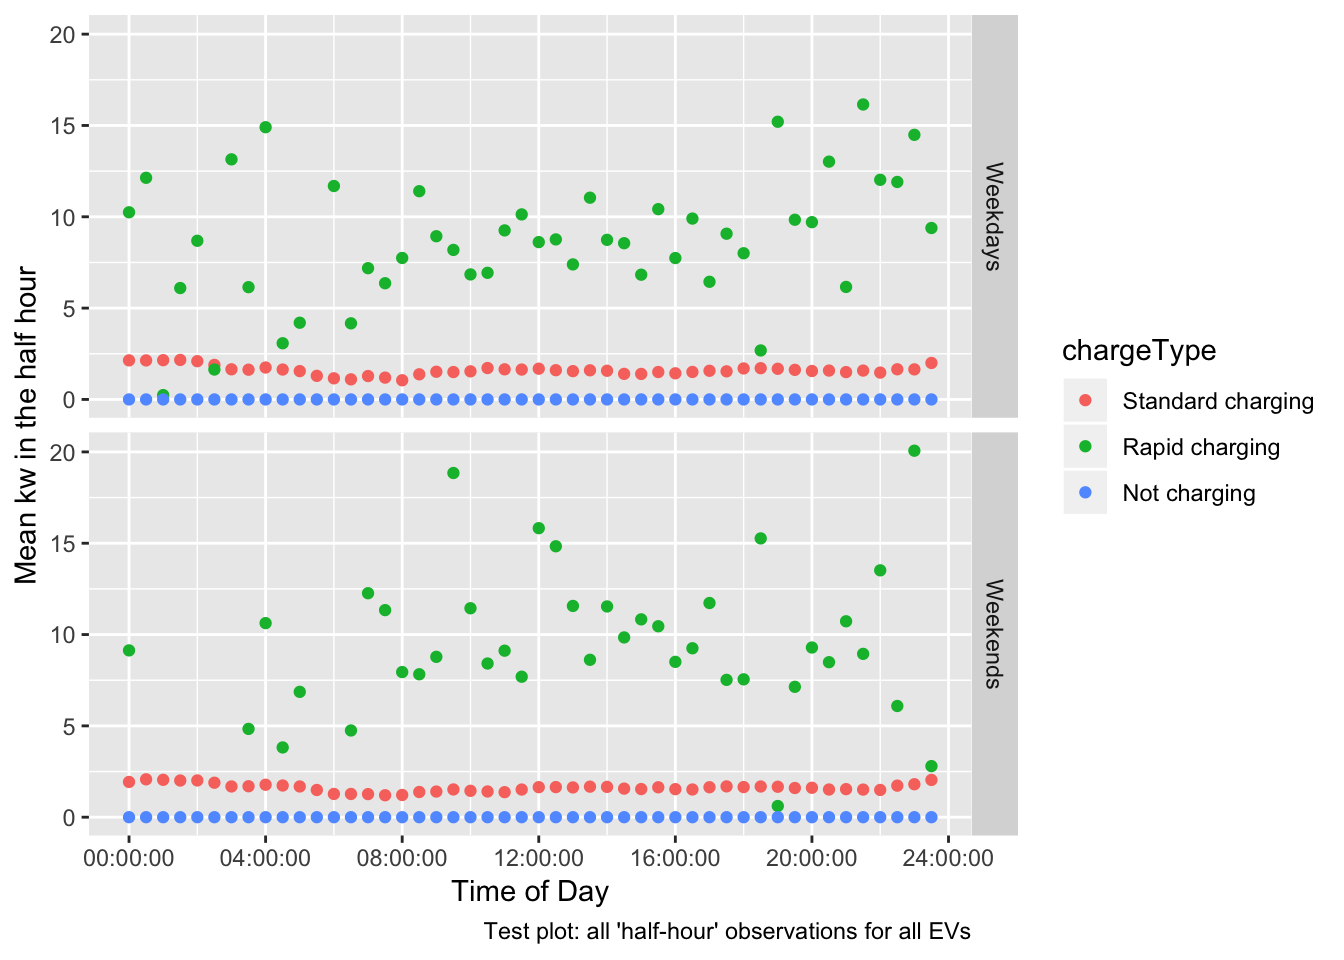 20
15
10
5
0
Weekdays
20
15
10
5
0
Weekends
Mean kw in the half hour
00:00:00 04:00:00 08:00:00 12:00:00 16:00:00 20:00:00 24:00:00
Time of Day
Test plot: all 'half-hour' observations for all EVs
chargeType
Standard charging
Rapid charging
Not charging